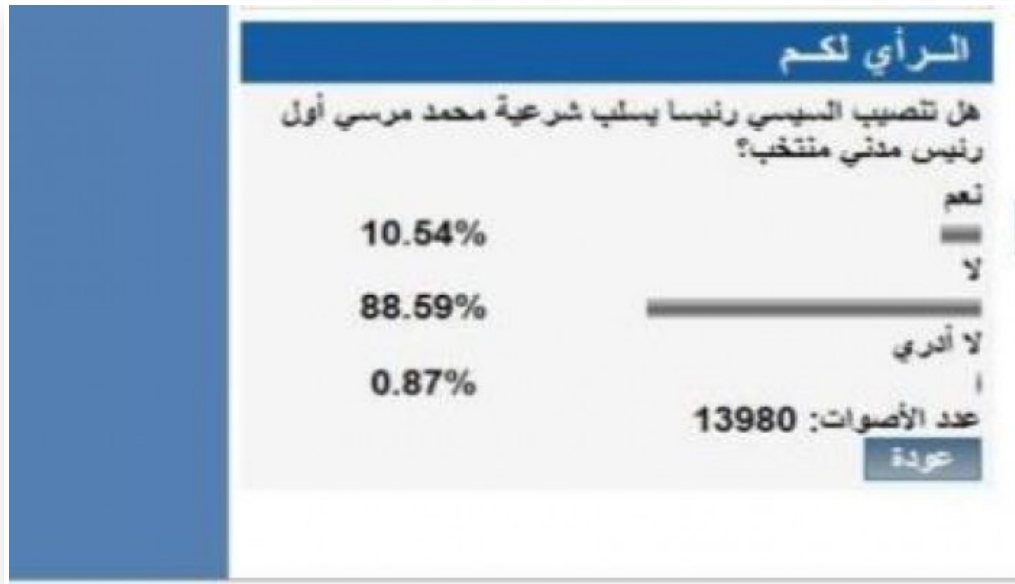 الـرأي لكـم
هل تنصيب السيسي رئيسا يسلب شرعية محمد مرسي أول
رئيس مدني منتخب؟
نعم
10.54%
لا
88.59%
لا أدري
0.87%
عدد الأصوات: 13980
عودة